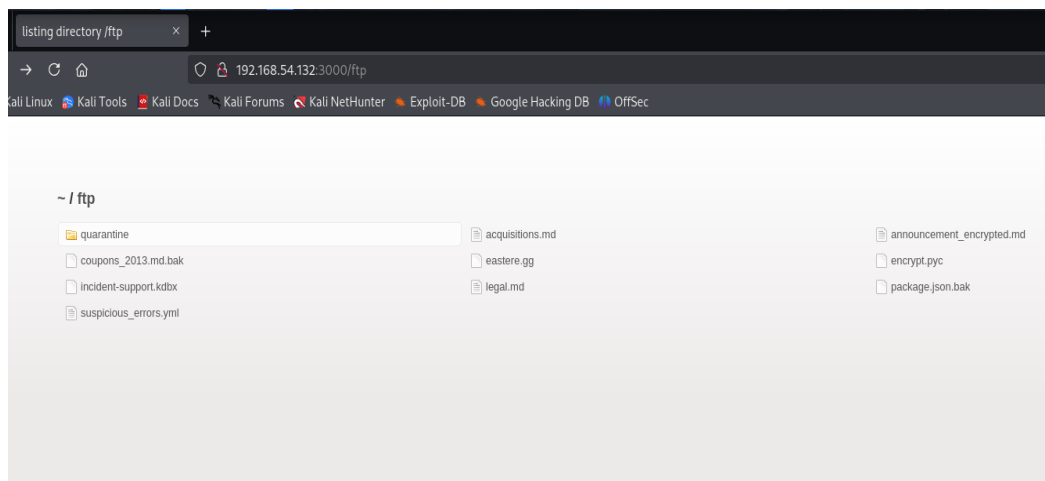 listing directory /ftp × +
192.168.54.132:3000/ftp
Kali Linux Kali Tools Kali Docs Kali Forums Kali NetHunter Exploit-DB Google Hacking DB OffSec
~ / ftp
quarantine acquisitions.md announcement_encrypted.md
coupons_2013.md.bak eastere.gg encrypt.pyc
incident-support.kdbx legal.md package.json.bak
suspicious_errors.yml